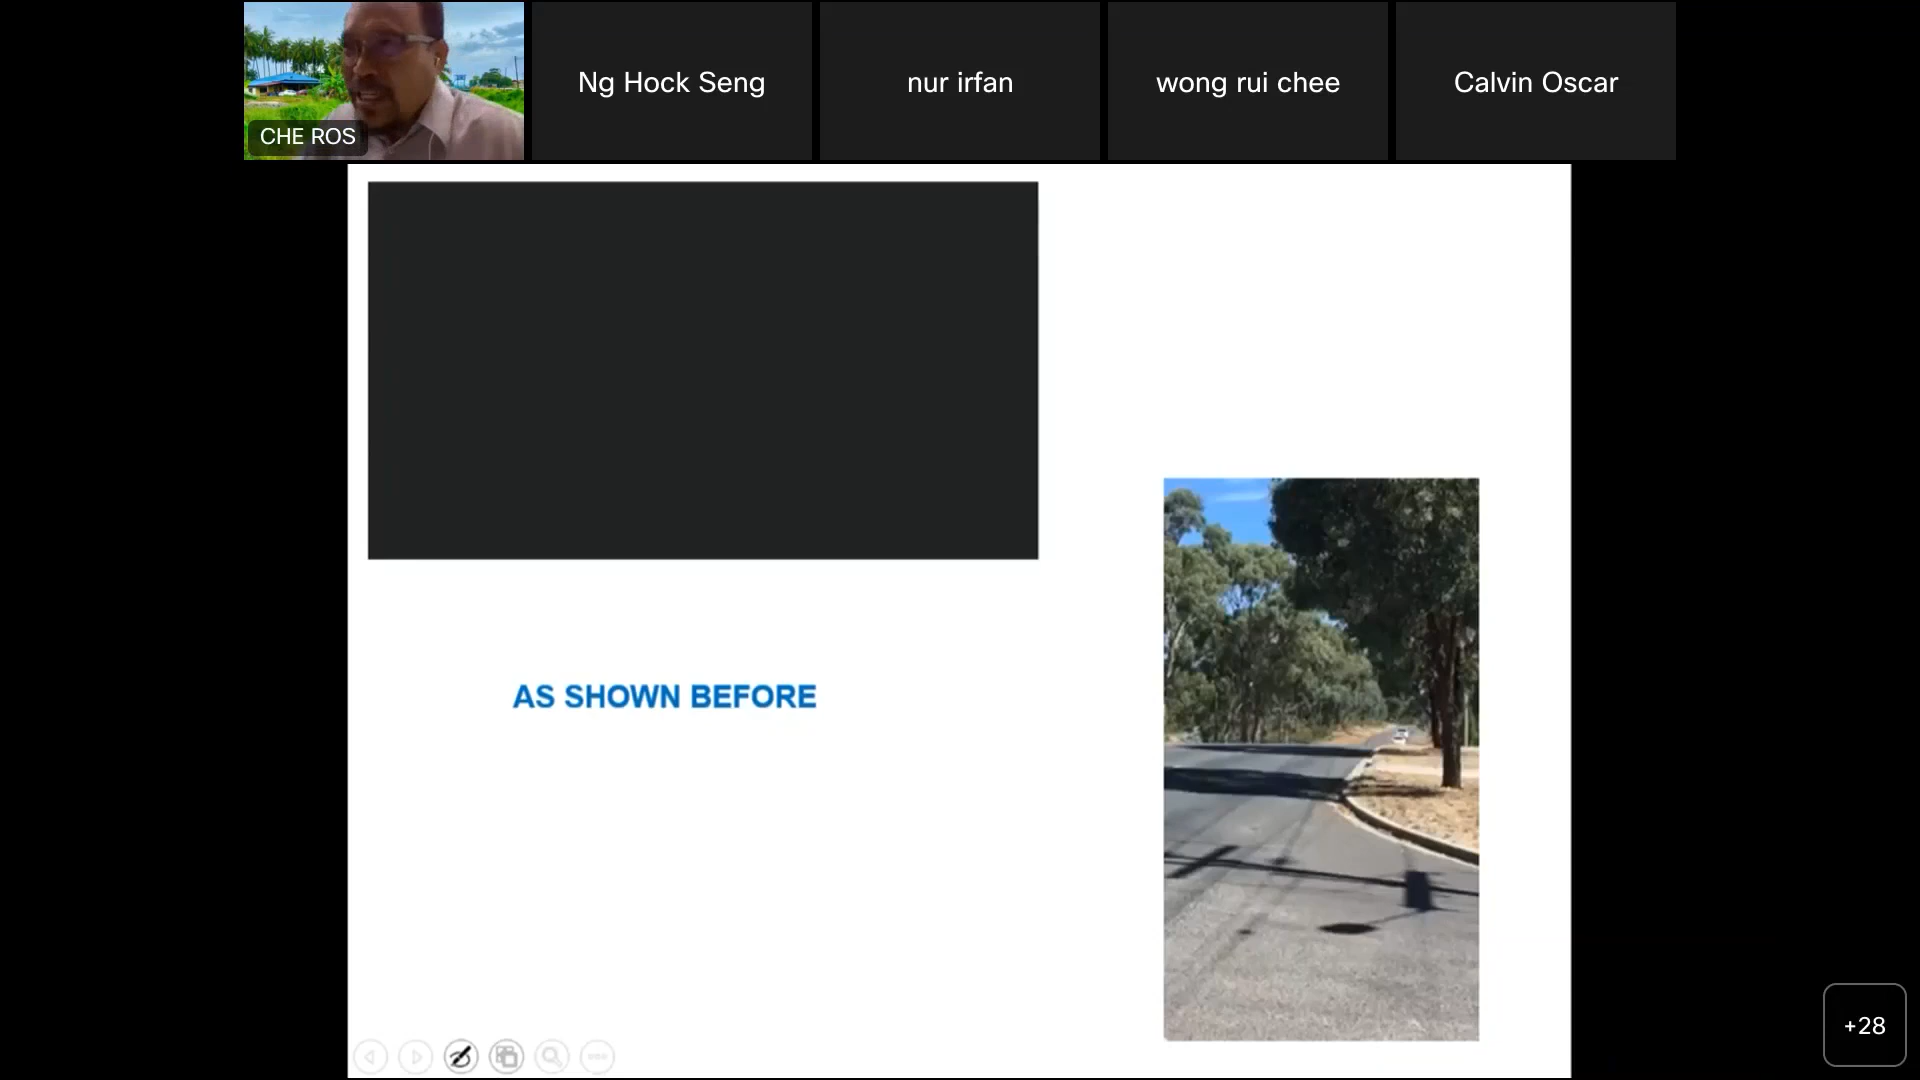 CHE ROS
Ng Hock Seng
nur irfan
wong rui chee
Calvin Oscar
AS SHOWN BEFORE
+28